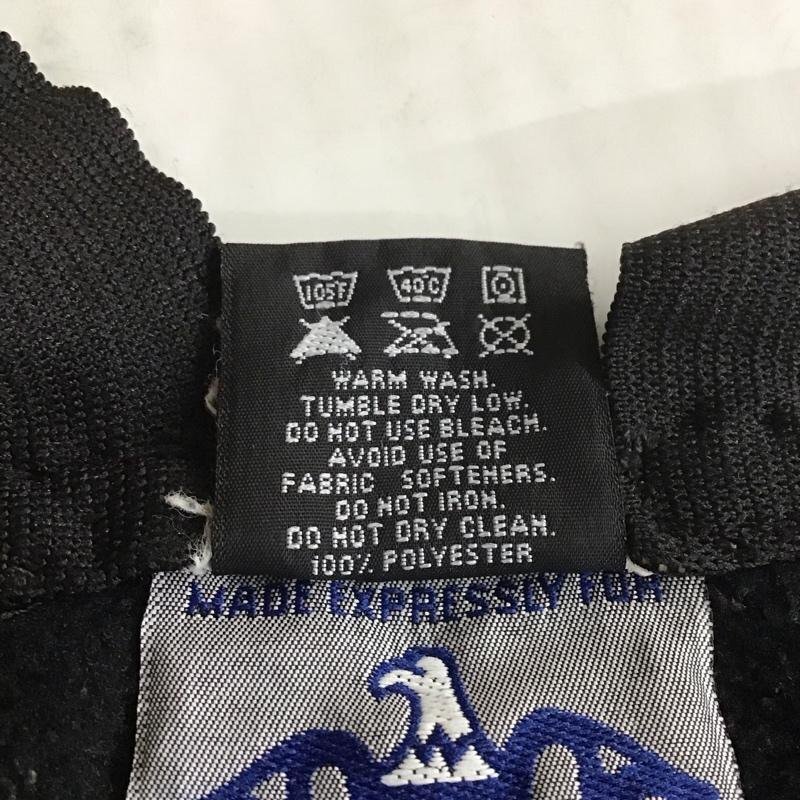 105F 40°C
WARM WASH.
TUMBLE DRY LOW.
DO NOT USE BLEACH.
AVOID USE OF
FABRIC SOFTENERS.
DO NOT IRON.
DO NOT DRY CLEAN.
100% POLYESTER
MADE EXPRESSLY FOR